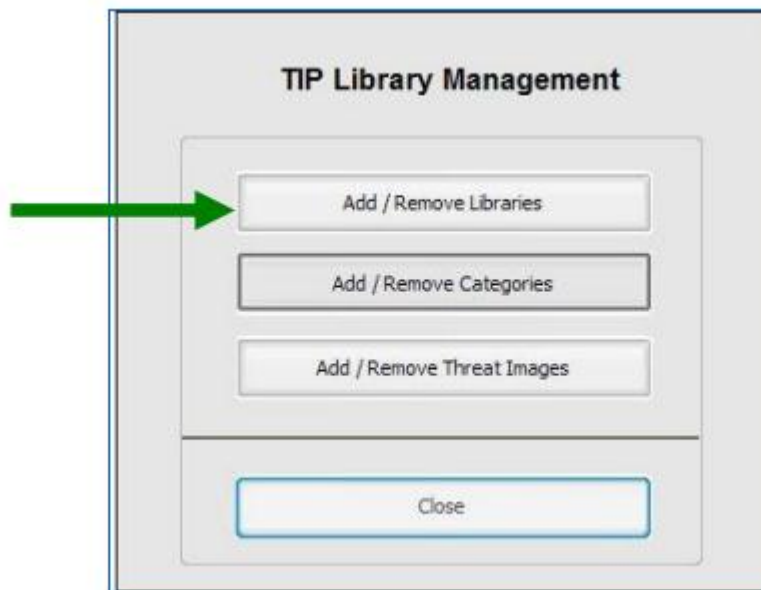 TIP Library Management
Add / Remove Libraries
Add / Remove Categories
Add / Remove Threat Images
Close